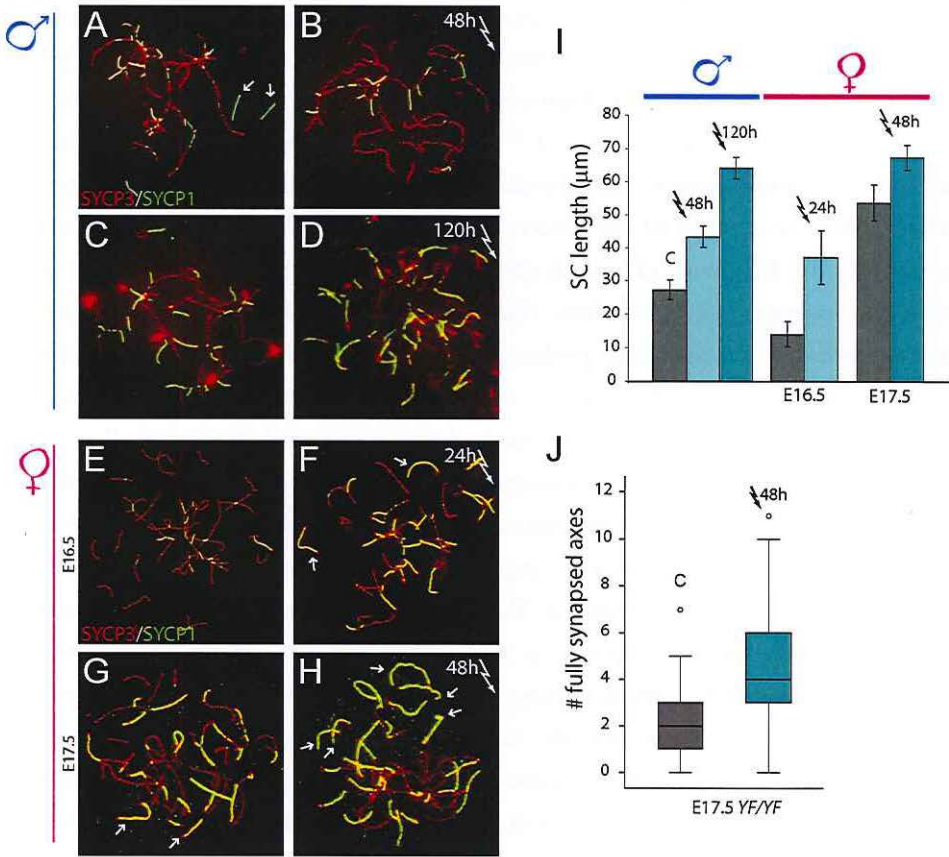 A
B
48h
SYCP3/SYCP1
C
D
120h
E16.5
E
F
24h
SYCP3/SYCP1
E17.5
G
H
48h
I
SC length (μm)
80
70
60
50
40
30
20
10
0
C
48h
120h
24h
48h
E16.5
E17.5
J
# fully synapsed axes
12
10
8
6
4
2
0
C
48h
E17.5 YF/YF